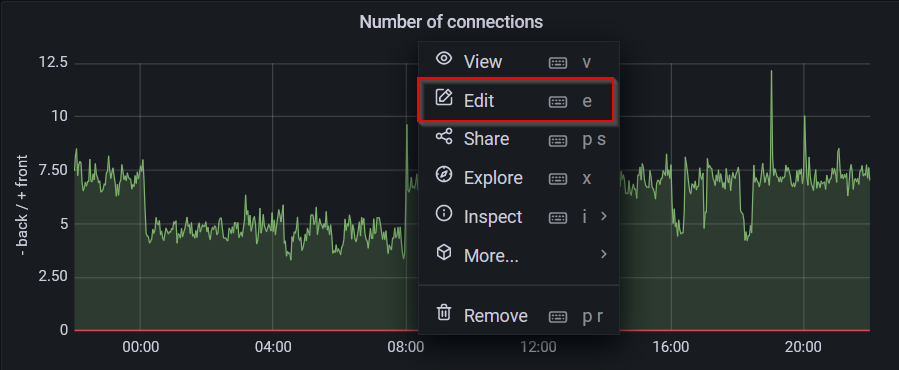 Number of connections
- back / + front
12.5
10
7.50
5
2.50
0
00:00 04:00 08:00 12:00 16:00 20:00
View v
Edit e
Share p s
Explore x
Inspect i
More...
Remove p r